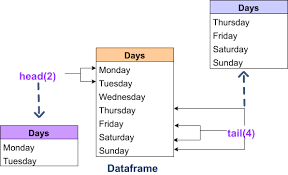 Days
Thursday
Friday
Saturday
Sunday
head(2)
Days
Monday
Tuesday
Wednesday
Thursday
Friday
Saturday
Sunday
tail(4)
Days
Monday
Tuesday
Dataframe